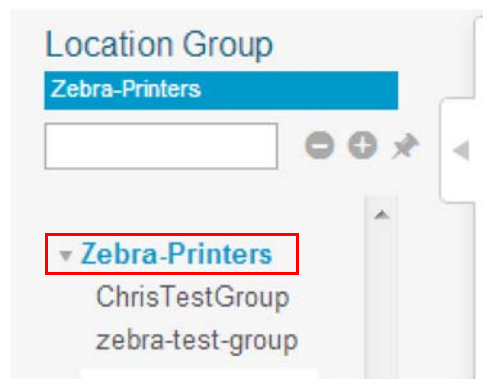 Location Group
Zebra-Printers
Zebra-Printers
ChrisTestGroup
zebra-test-group